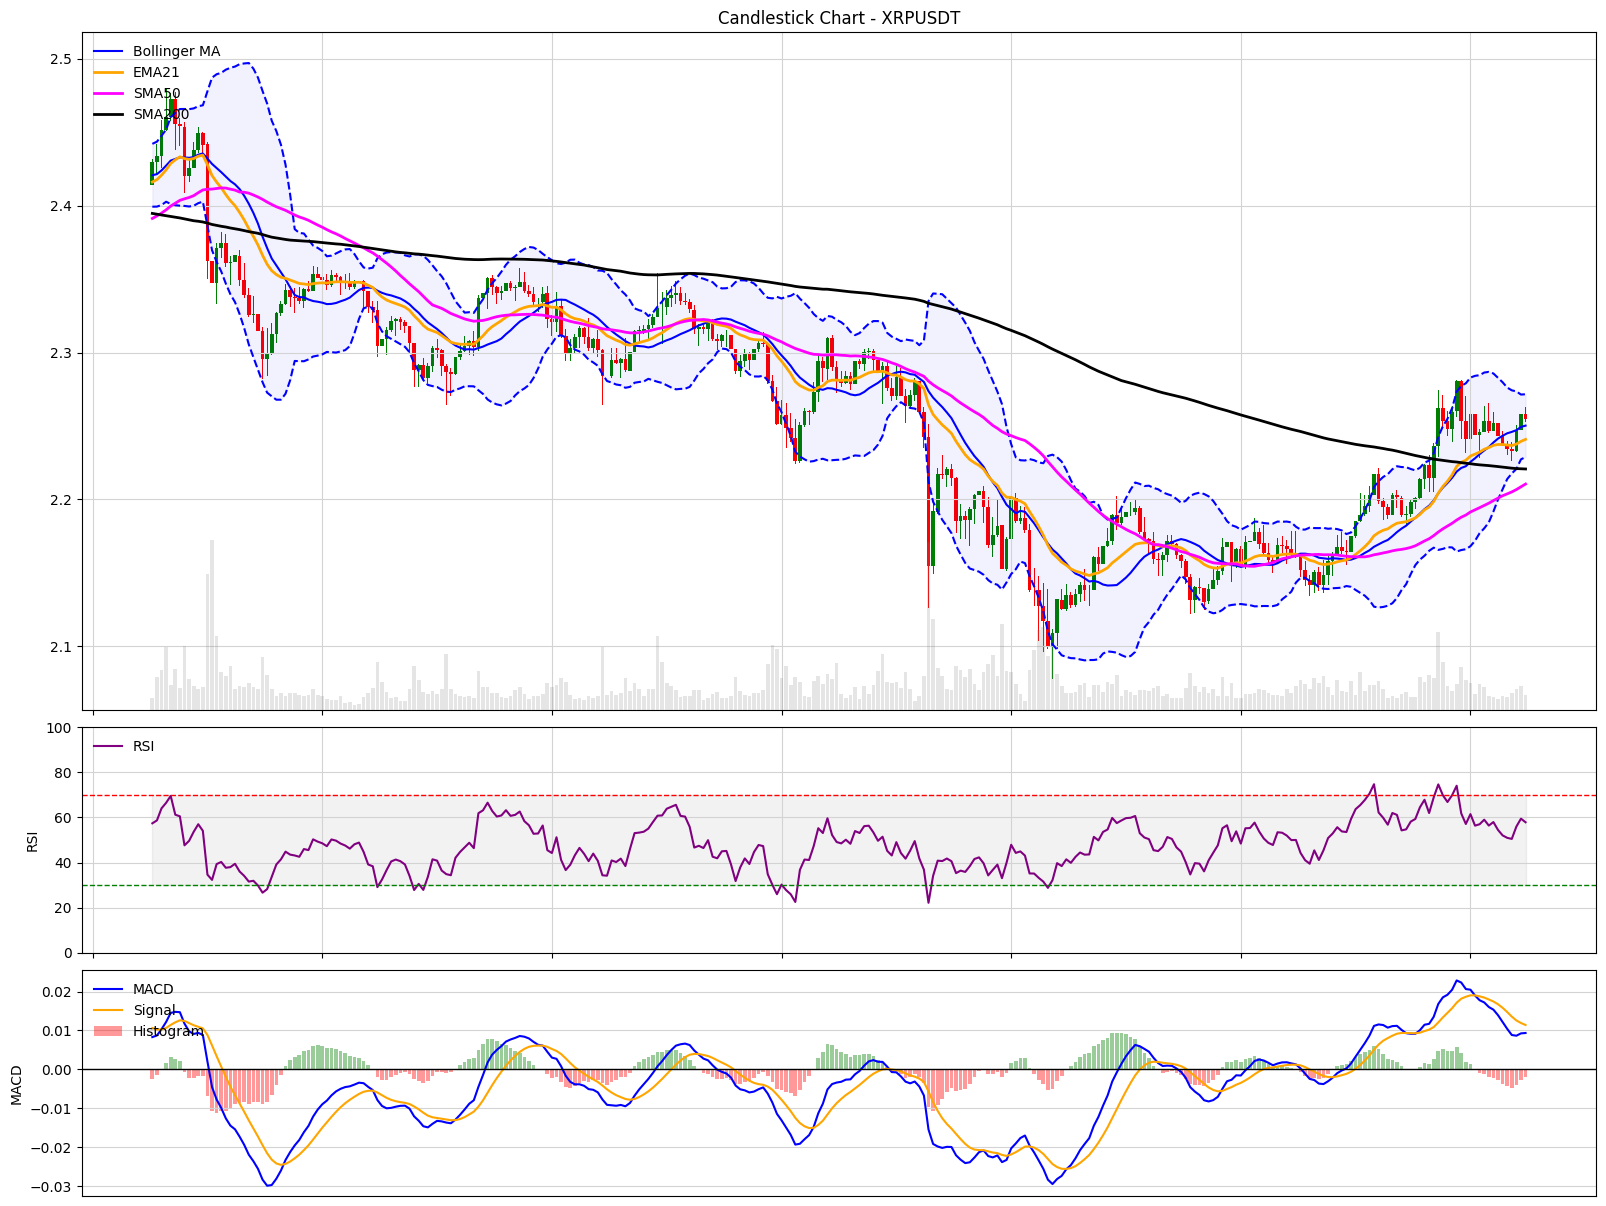 Candlestick Chart - XRPUSDT
Bollinger MA
EMA21
SMA50
SMA200
2.5
2.4
2.3
2.2
2.1
RSI
100
80
60
40
20
0
RSI
MACD
Signal
Histogram
0.02
0.01
0.00
−0.01
−0.02
−0.03
MACD